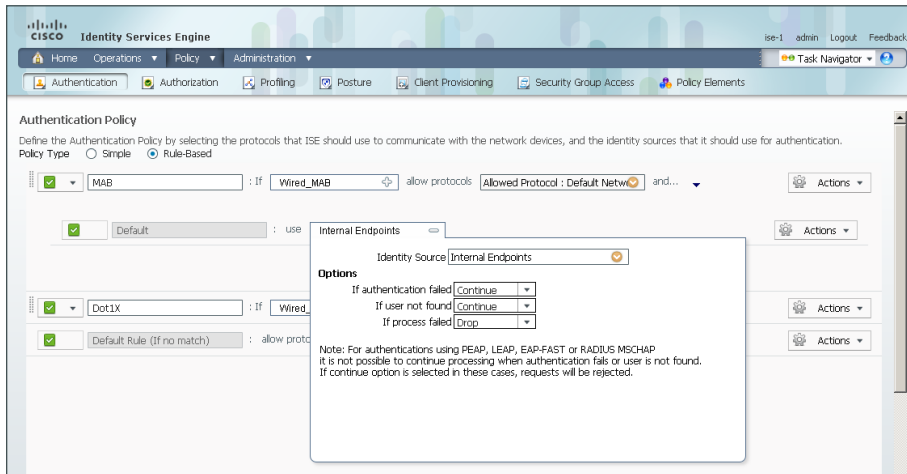 CISCO Identity Services Engine
ise-1 admin Logout Feedback
Home Operations Policy Administration
Task Navigator
Authentication Authorization Profiling Posture Client Provisioning Security Group Access Policy Elements
Authentication Policy
Define the Authentication Policy by selecting the protocols that ISE should use to communicate with the network devices, and the identity sources that it should use for authentication.
Policy Type Simple Rule-Based
MAB : If Wired_MAB allow protocols Allowed Protocol : Default Netw and... Actions
Default : use Internal Endpoints Actions
Identity Source Internal Endpoints
Options
If authentication failed Continue
If user not found Continue
If process failed Drop
Dot1X : If Wired_ Actions
Default Rule (If no match) : allow proto Actions
Note: For authentications using PEAP, LEAP, EAP-FAST or RADIUS MSCHAP
it is not possible to continue processing when authentication fails or user is not found.
If continue option is selected in these cases, requests will be rejected.